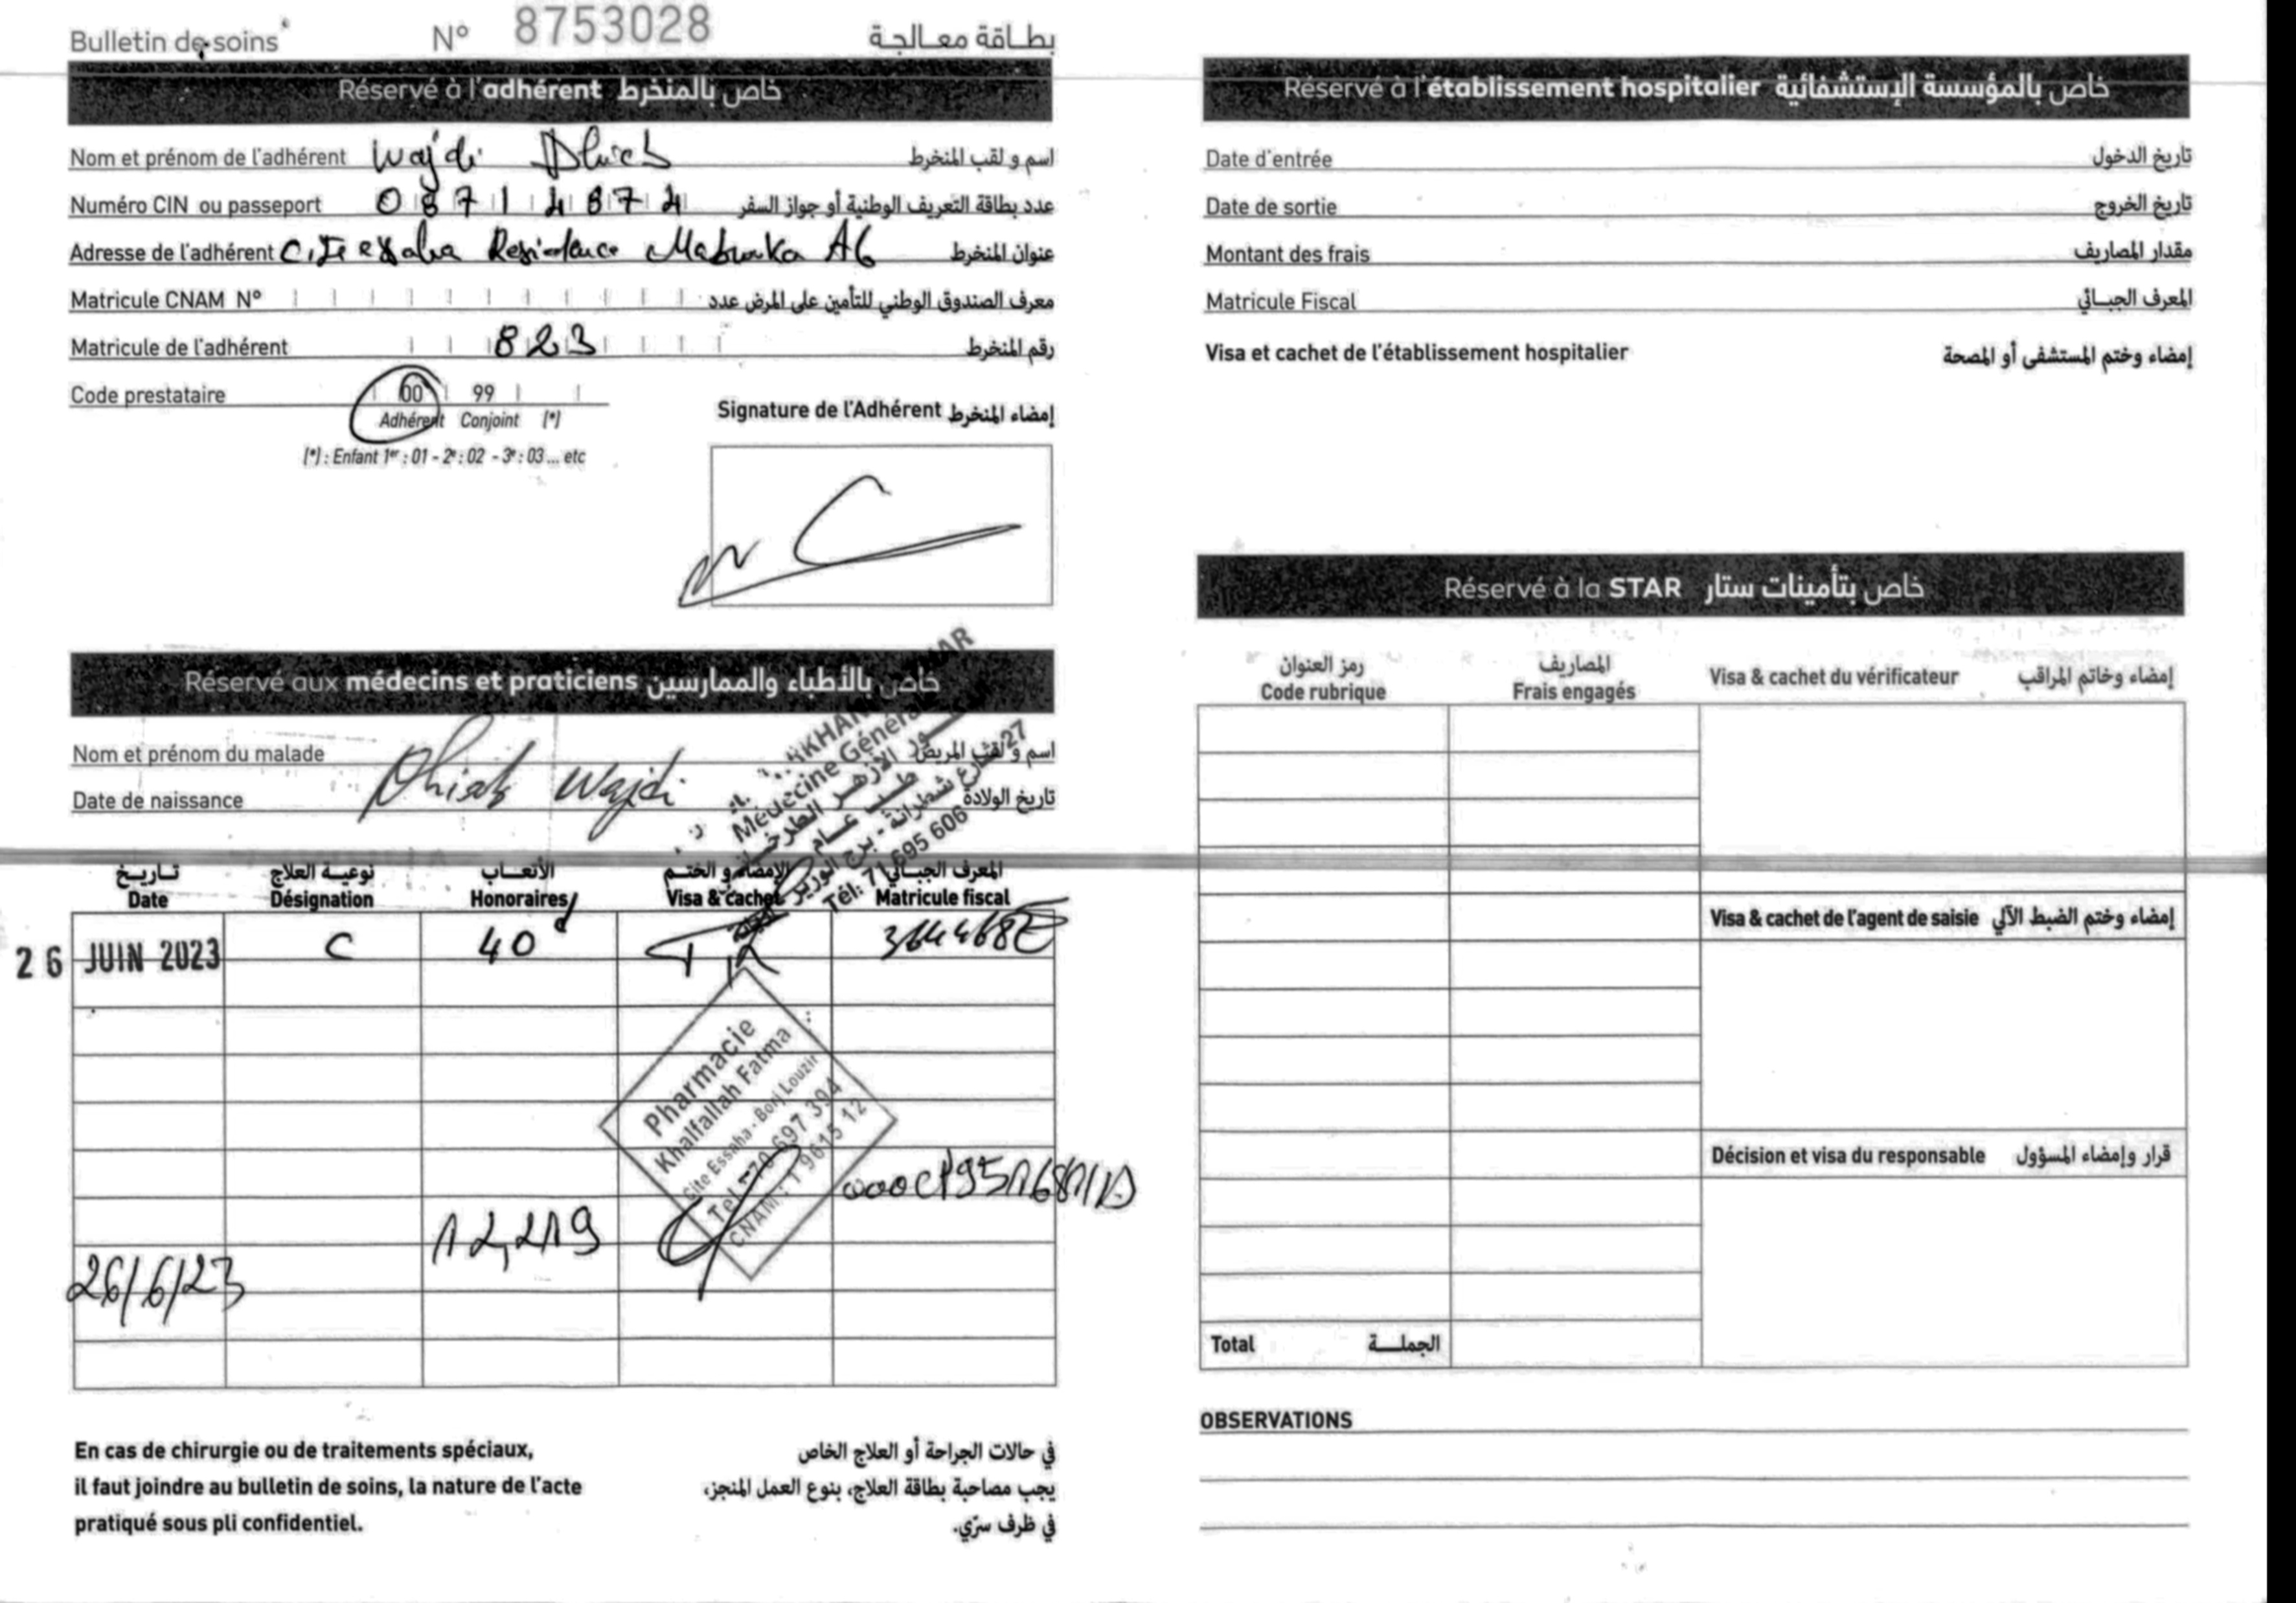 Bulletin de soins N° 8753028 بطاقة معالجة
Réservé à l'adhérent خاص بالمنخرط
Nom et prénom de l'adhérent Wajdi اسم و لقب المنخرط
Numéro CIN ou passeport 08714874 عدد بطاقة التعريف الوطنية أو جواز السفر
Adresse de l'adhérent Cité essaha Residence Mabrouka A6 عنوان المنخرط
Matricule CNAM N° معرف الصندوق الوطني للتأمين على المرض عدد
Matricule de l'adhérent 823 رقم المنخرط
Code prestataire 00 99
Adhérent Conjoint (*)
(*) : Enfant 1er : 01 - 2e : 02 - 3e : 03 ... etc
Signature de l'Adhérent إمضاء المنخرط
Réservé aux médecins et praticiens خاص بالأطباء والممارسين
Nom et prénom du malade Wajdi اسم و لقب المريض
Date de naissance تاريخ الولادة
Médecine Générale
طب عام
27 شارع شطرانة - برج الوزير
Tél: 71 695 606
تاريخ نوعية العلاج الأتعاب الإمضاء و الختم المعرف الجبائي
Date Désignation Honoraires Visa & cachet Matricule fiscal
26 JUIN 2023 C 40d
Pharmacie
Khalfallah Fatma
Cite Essaha - Borj Louzir
Tel : 70 697 394
CNAM : 1 9615 12
12,219
26/6/23
En cas de chirurgie ou de traitements spéciaux,
il faut joindre au bulletin de soins, la nature de l'acte
pratiqué sous pli confidentiel.
في حالات الجراحة أو العلاج الخاص
يجب مصاحبة بطاقة العلاج، بنوع العمل المنجز،
في ظرف سرّي.
Réservé à l'établissement hospitalier خاص بالمؤسسة الإستشفائية
Date d'entrée تاريخ الدخول
Date de sortie تاريخ الخروج
Montant des frais مقدار المصاريف
Matricule Fiscal المعرف الجبائي
Visa et cachet de l'établissement hospitalier إمضاء وختم المستشفى أو المصحة
Réservé à la STAR خاص بتأمينات ستار
رمز العنوان المصاريف
Code rubrique Frais engagés Visa & cachet du vérificateur إمضاء وخاتم المراقب
Visa & cachet de l'agent de saisie إمضاء وختم الضبط الآلي
Décision et visa du responsable قرار وإمضاء المسؤول
Total الجملة
OBSERVATIONS